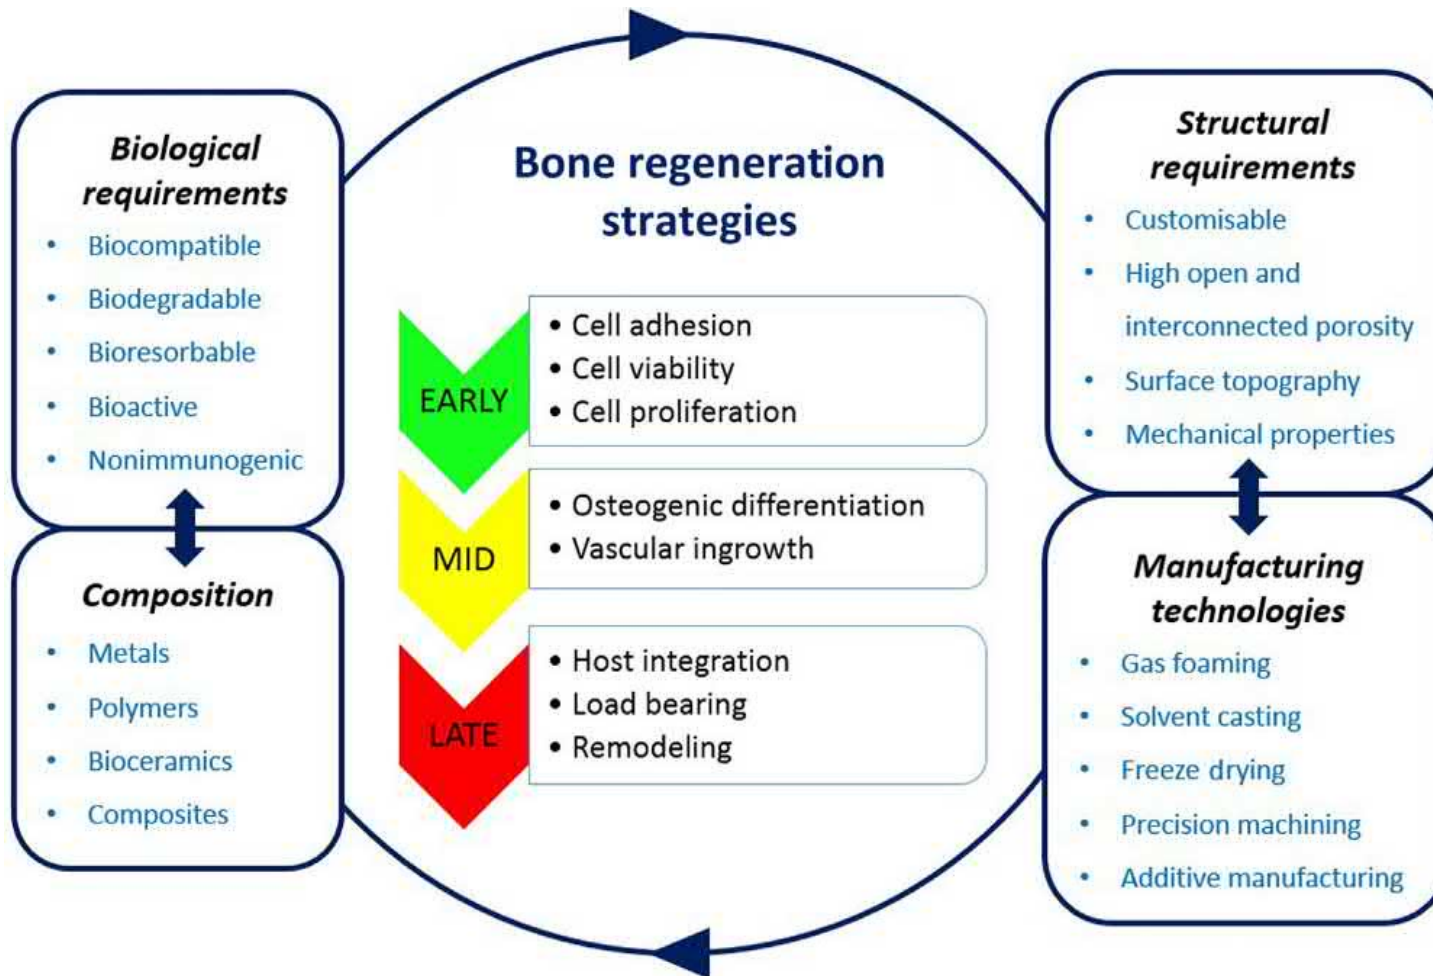 Bone regeneration
strategies
Biological
requirements
• Biocompatible
• Biodegradable
• Bioresorbable
• Bioactive
• Nonimmunogenic
Composition
• Metals
• Polymers
• Bioceramics
• Composites
EARLY
• Cell adhesion
• Cell viability
• Cell proliferation
MID
• Osteogenic differentiation
• Vascular ingrowth
LATE
• Host integration
• Load bearing
• Remodeling
Structural
requirements
• Customisable
• High open and
interconnected porosity
• Surface topography
• Mechanical properties
Manufacturing
technologies
• Gas foaming
• Solvent casting
• Freeze drying
• Precision machining
• Additive manufacturing